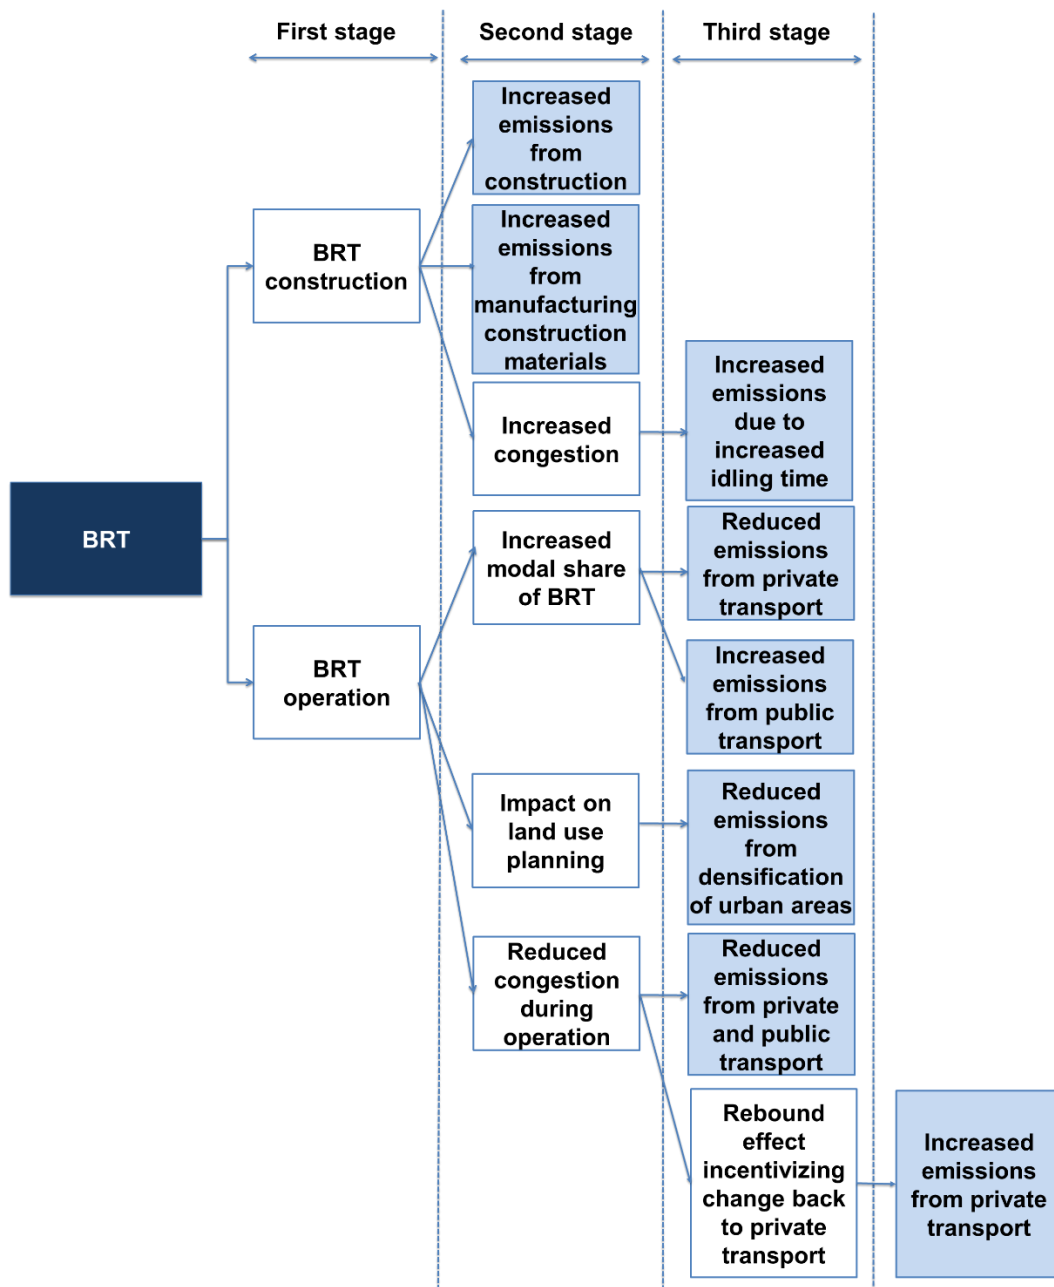 First stage
Second stage
Third stage
Increased
emissions
from
construction
BRT
construction
Increased
emissions
from
manufacturing
construction
materials
Increased
congestion
Increased
emissions
due to
increased
idling time
BRT
Increased
modal share
of BRT
Reduced
emissions
from private
transport
BRT
operation
Increased
emissions
from public
transport
Impact on
land use
planning
Reduced
emissions
from
densification
of urban areas
Reduced
congestion
during
operation
Reduced
emissions
from private
and public
transport
Rebound
effect
incentivizing
change back
to private
transport
Increased
emissions
from private
transport